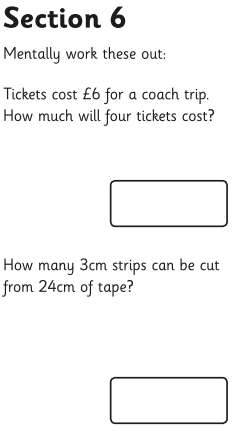 Section 6
Mentally work these out:
Tickets cost £6 for a coach trip.
How much will four tickets cost?
How many 3cm strips can be cut
from 24cm of tape?